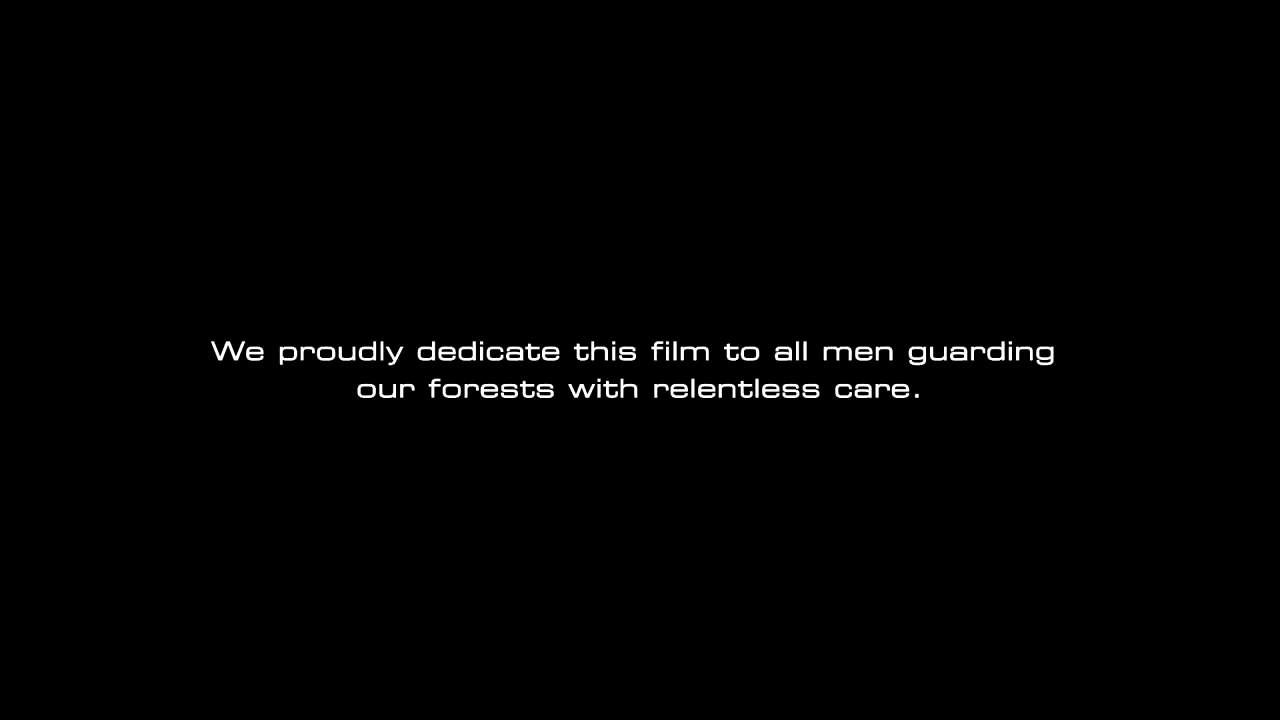 We proudly dedicate this film to all men guarding
our forests with relentless care.